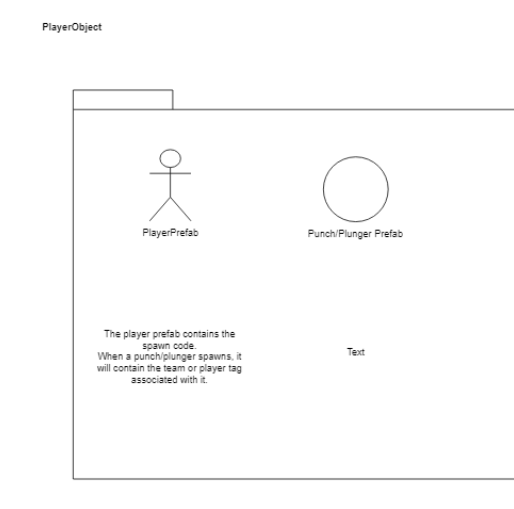 PlayerObject
PlayerPrefab
Punch/Plunger Prefab
The player prefab contains the
spawn code.
When a punch/plunger spawns, it
will contain the team or player tag
associated with it.
Text